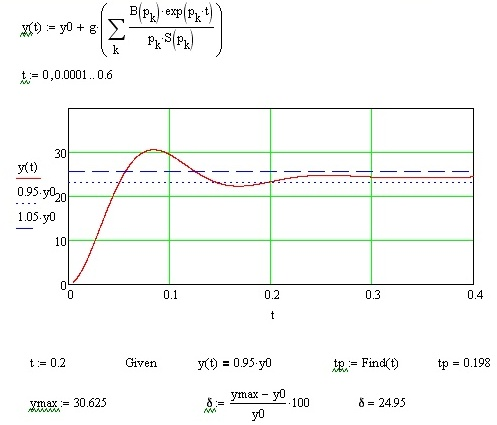 y(t) := y0 + g·(∑k B(pk)·exp(pk·t) / pk·S(pk))
t := 0,0.0001..0.6
30
20
10
0
y(t)
0.95·y0
1.05·y0
0 0.1 0.2 0.3 0.4
t
t := 0.2 Given y(t) = 0.95·y0 tp := Find(t) tp = 0.198
ymax := 30.625 δ := ymax − y0 / y0 ·100 δ = 24.95